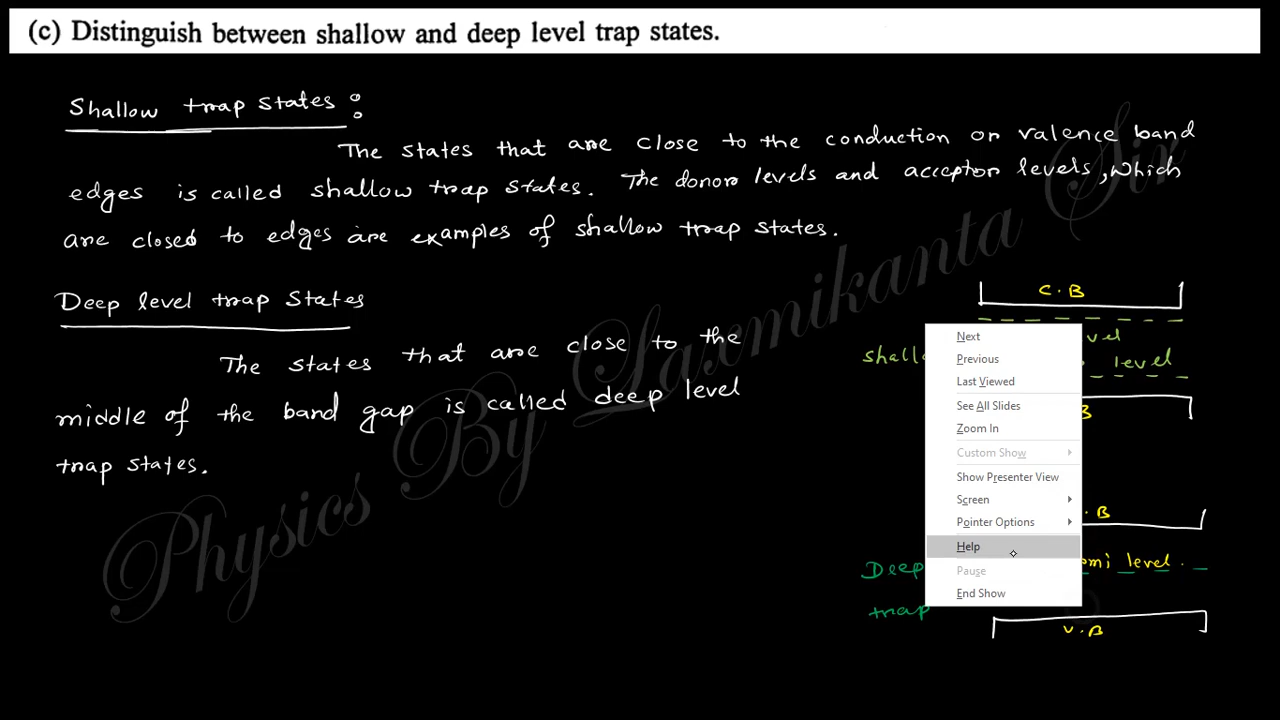 (c) Distinguish between shallow and deep level trap states.
Shallow trap states :
The states that are close to the conduction or valence band
edges is called shallow trap states. The donor levels and acceptor levels, which
are closed to edges are examples of shallow trap states.
Deep level trap States
The states that are close to the
middle of the band gap is called deep level
trap states.
C.B
level
Next
Previous
Last Viewed
See All Slides
Zoom In
Custom Show
Show Presenter View
Screen
Pointer Options
Help
Pause
End Show
.B
Deep
level.
trap
V.B
Physics By Laxmikanta Sir